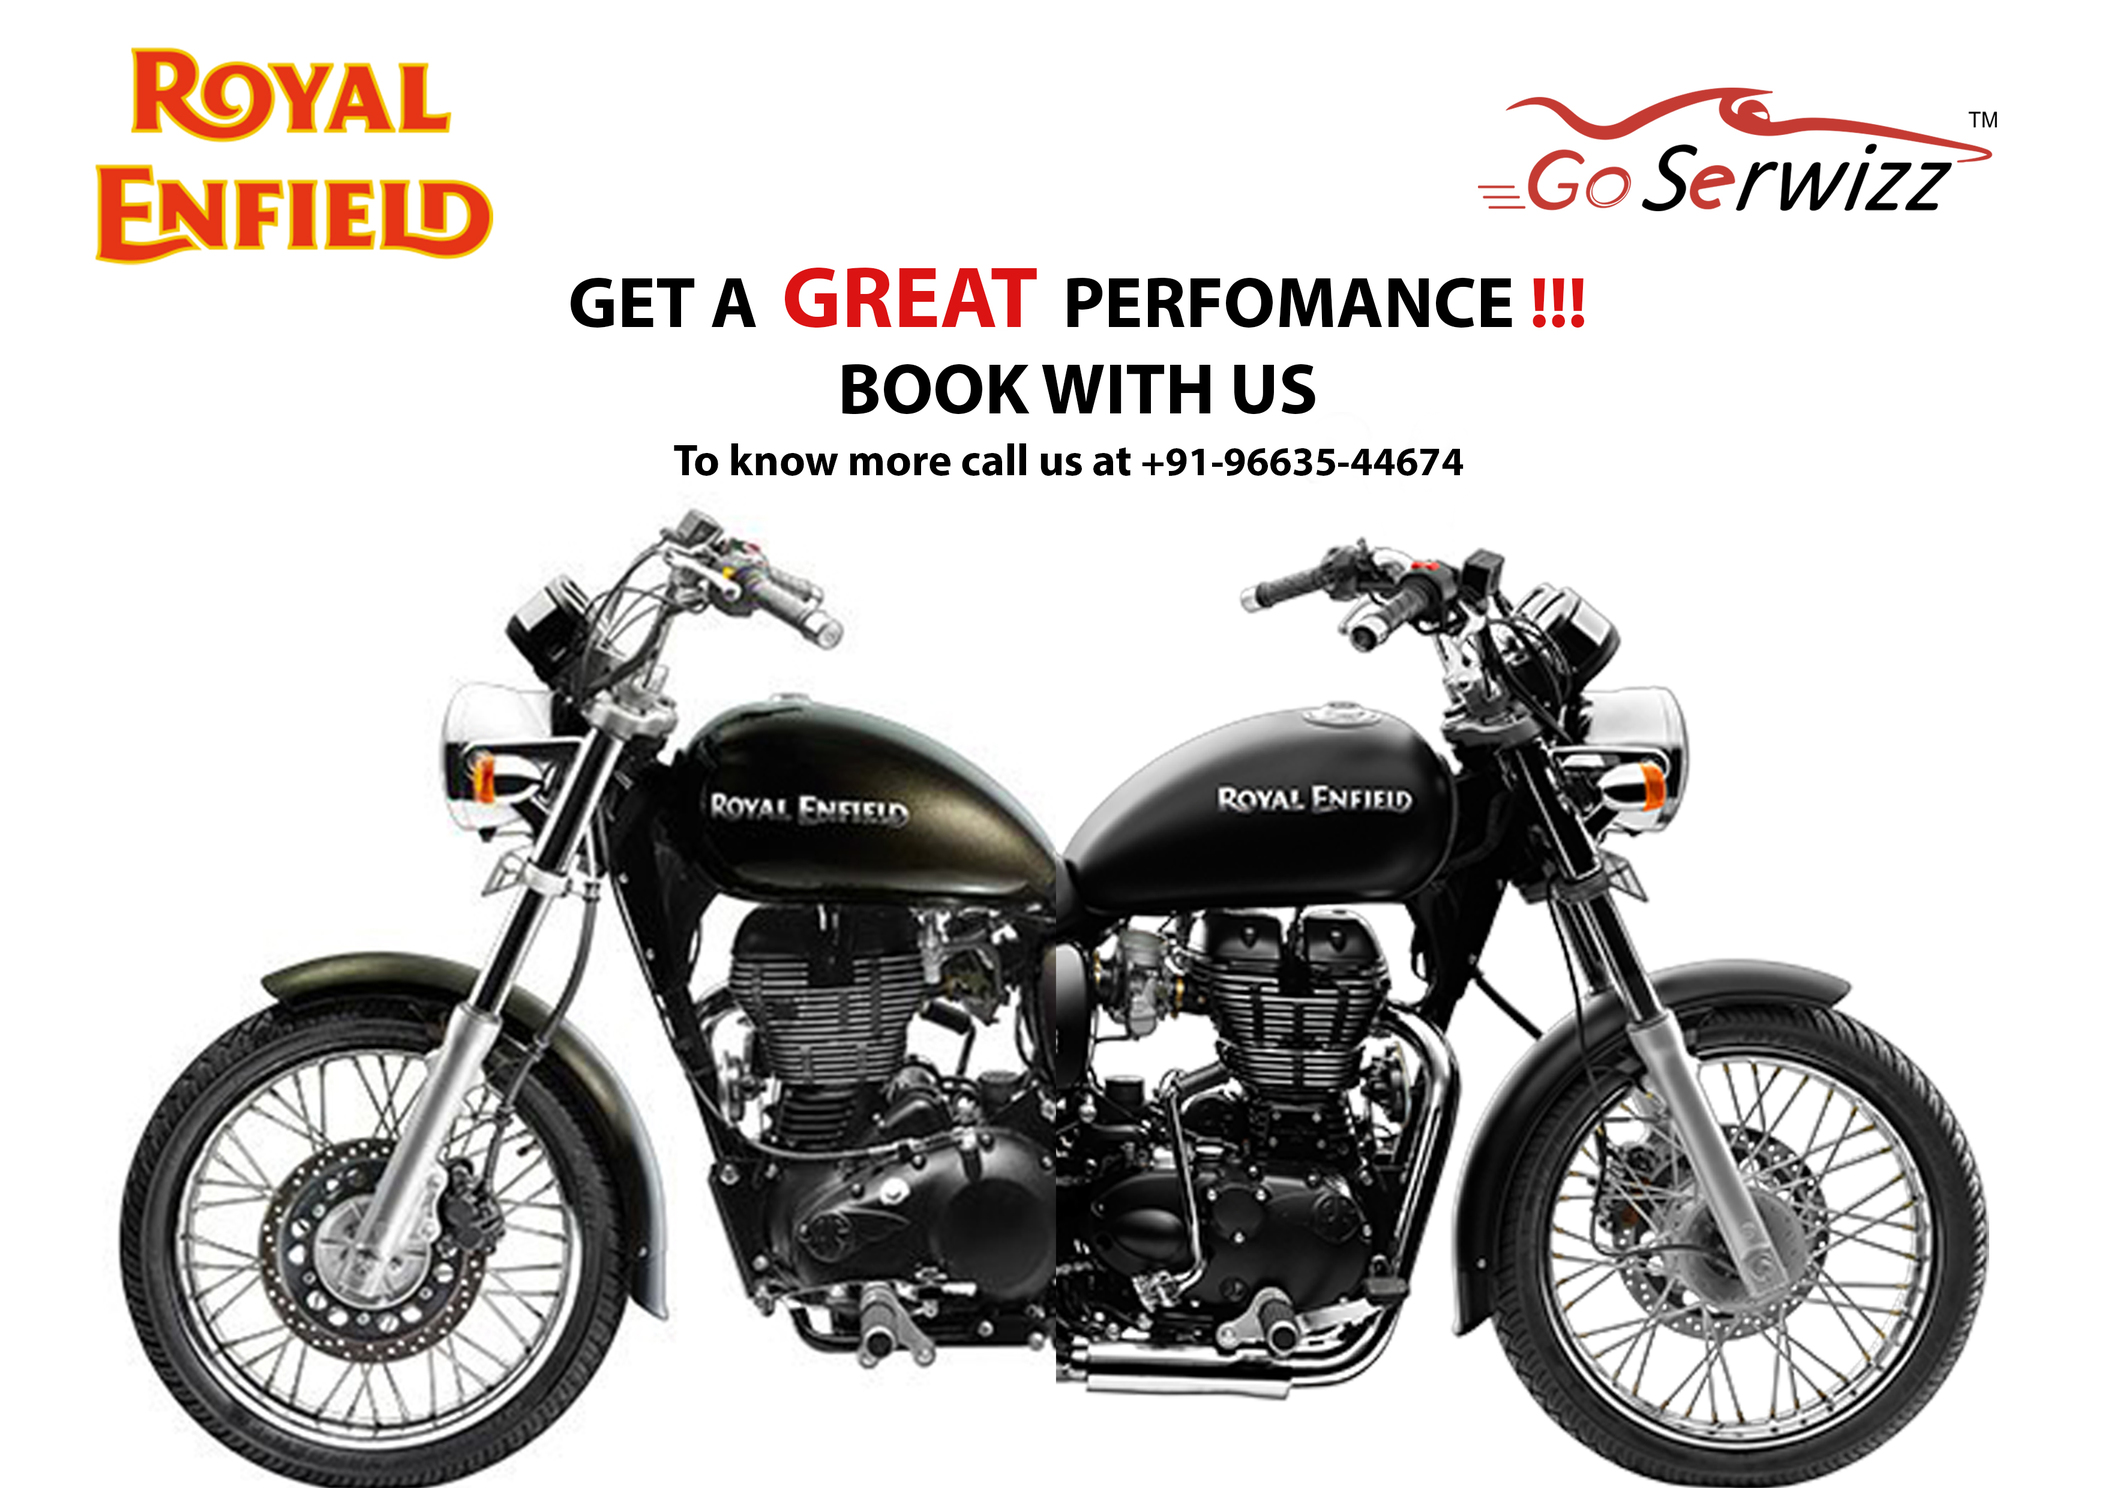 ROYAL
ENFIELD
Go Serwizz TM
GET A GREAT PERFOMANCE !!!
BOOK WITH US
To know more call us at +91-96635-44674
ROYAL ENFIELD
ROYAL ENFIELD